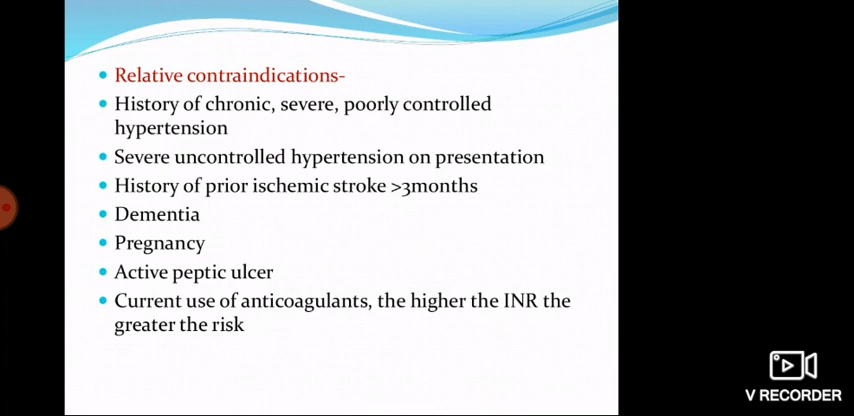 Relative contraindications-
History of chronic, severe, poorly controlled
hypertension
Severe uncontrolled hypertension on presentation
History of prior ischemic stroke >3months
Dementia
Pregnancy
Active peptic ulcer
Current use of anticoagulants, the higher the INR the
greater the risk
V RECORDER